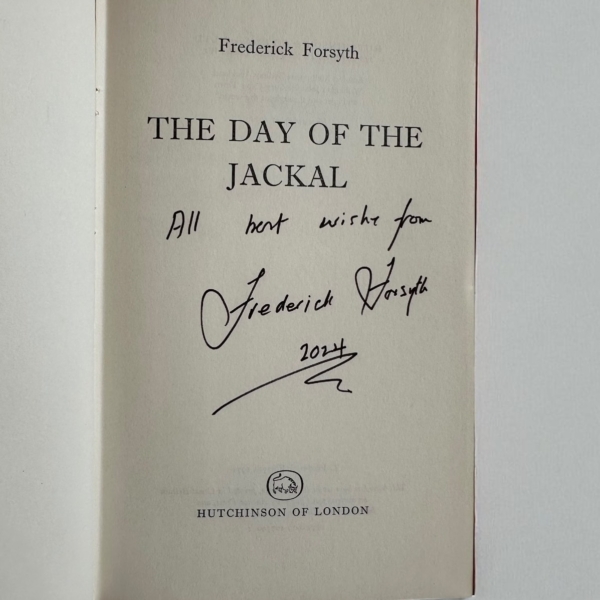 Frederick Forsyth
THE DAY OF THE
JACKAL
All best wishes from
Frederick Forsyth
2024
HUTCHINSON OF LONDON